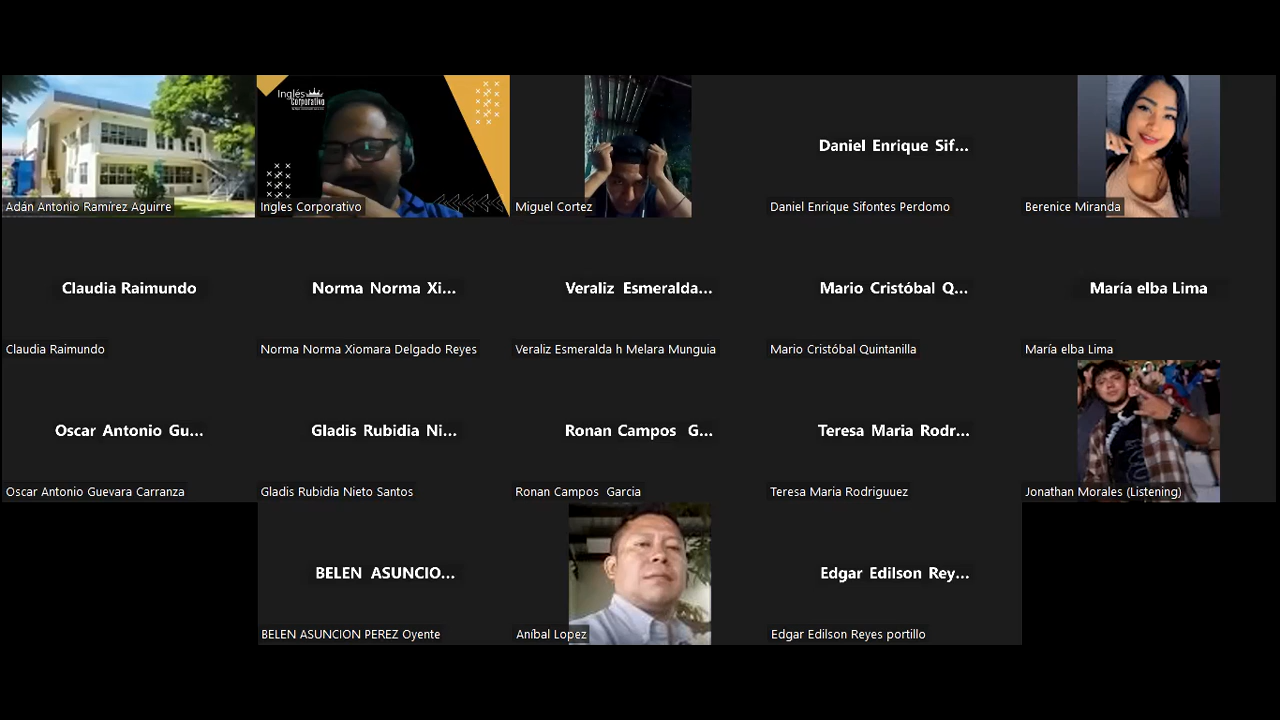 Inglés
Corporativo
Adán Antonio Ramírez Aguirre
Ingles Corporativo
Miguel Cortez
Daniel Enrique Sif...
Daniel Enrique Sifontes Perdomo
Berenice Miranda
Claudia Raimundo
Norma Norma Xi...
Veraliz Esmeralda...
Mario Cristóbal Q...
María elba Lima
Claudia Raimundo
Norma Norma Xiomara Delgado Reyes
Veraliz Esmeralda h Melara Munguia
Mario Cristóbal Quintanilla
María elba Lima
Oscar Antonio Gu...
Gladis Rubidia Ni...
Ronan Campos G...
Teresa Maria Rodr...
Oscar Antonio Guevara Carranza
Gladis Rubidia Nieto Santos
Ronan Campos Garcia
Teresa Maria Rodriguuez
Jonathan Morales (Listening)
BELEN ASUNCIO...
Edgar Edilson Rey...
BELEN ASUNCION PEREZ Oyente
Aníbal Lopez
Edgar Edilson Reyes portillo